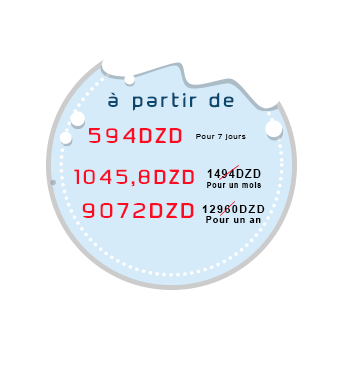 à partir de
594DZD Pour 7 jours
1045,8DZD 1494DZD
Pour un mois
9072DZD 12960DZD
Pour un an